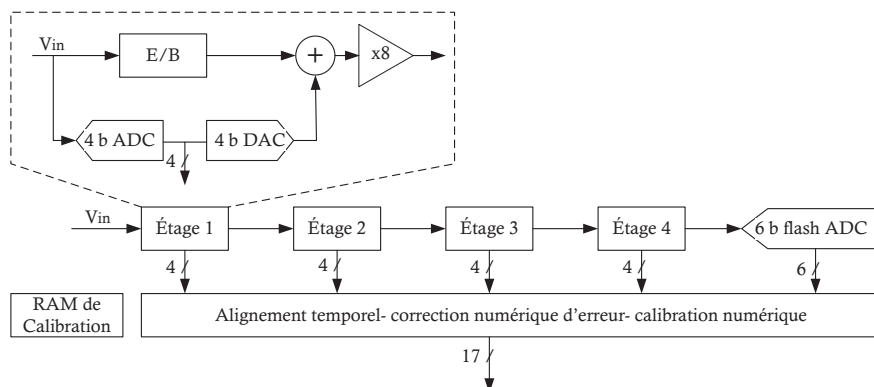 Vin
E/B
+
x8
4 b ADC
4 b DAC
4
Vin
Étage 1
Étage 2
Étage 3
Étage 4
6 b flash ADC
4
4
4
4
6
RAM de
Calibration
Alignement temporel- correction numérique d'erreur- calibration numérique
17